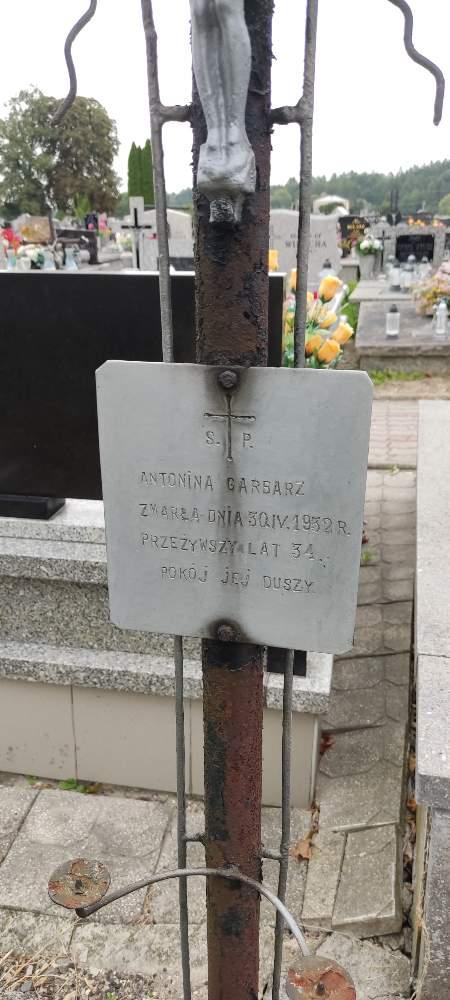 S. P.
ANTONINA GARBARZ
ZMARŁA DNIA 30.IV. 1952 R.
PRZEŻYWSZY LAT 34.
POKÓJ JEJ DUSZY